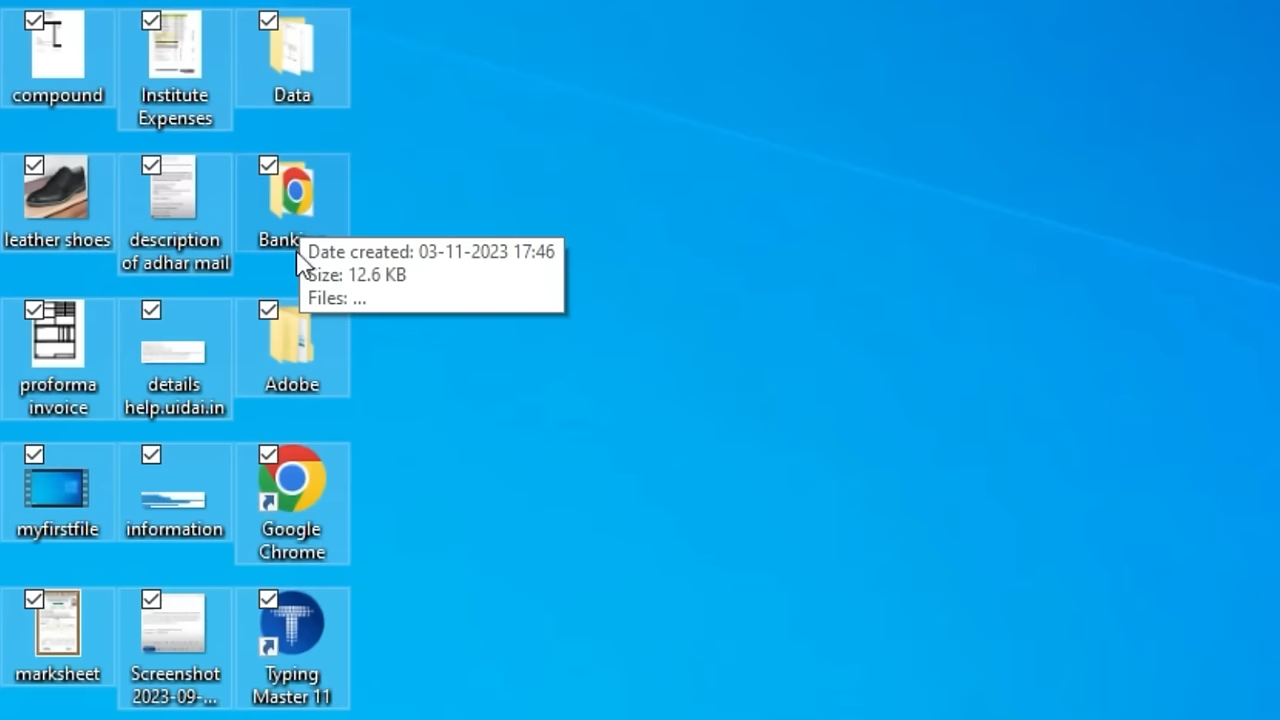 compound
Institute
Expenses
Data
leather shoes
description
of adhar mail
Date created: 03-11-2023 17:46
Size: 12.6 KB
Files: ...
proforma
invoice
details
help.uidai.in
Adobe
myfirstfile
information
Google
Chrome
marksheet
Screenshot
2023-09-...
Typing
Master 11